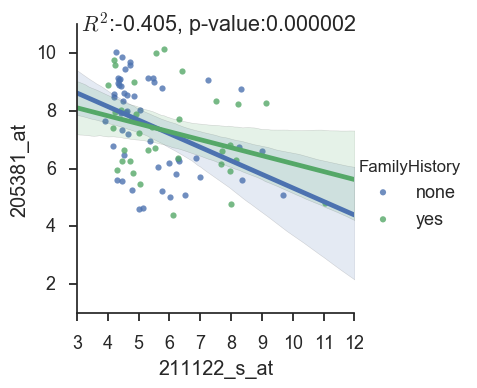 R²:-0.405, p-value:0.000002
10
8
6
4
2
205381_at
3 4 5 6 7 8 9 10 11 12
211122_s_at
FamilyHistory
none
yes